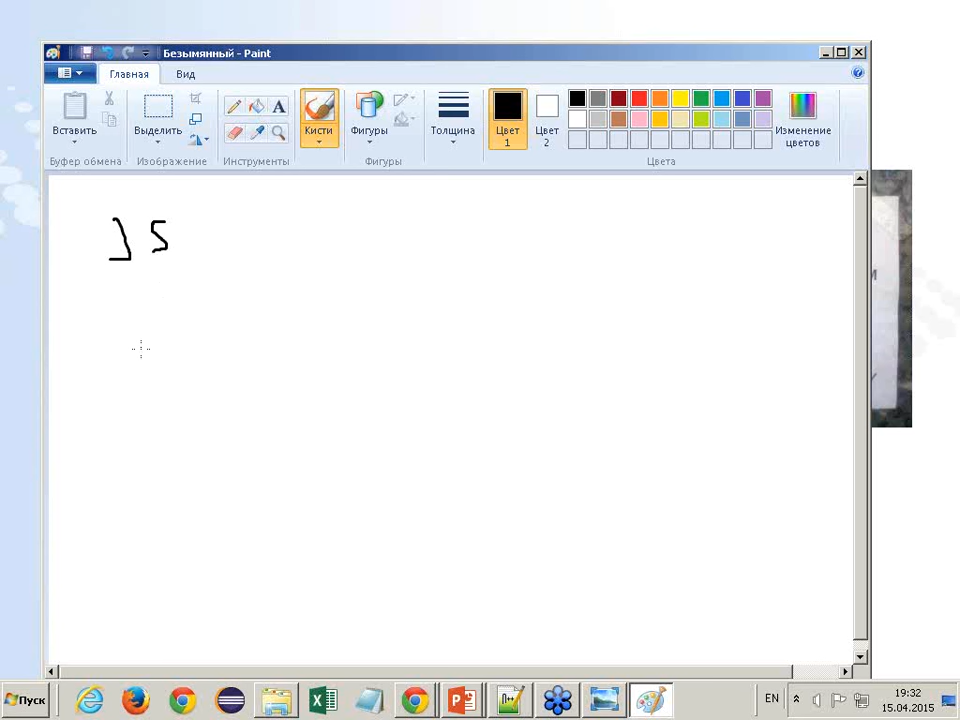 Безымянный - Paint
Главная Вид
Вставить Выделить Кисти Фигуры Толщина Цвет 1 Цвет 2 Изменение цветов
Буфер обмена Изображение Инструменты Фигуры Цвета
5
Пуск EN 19:32
15.04.2015